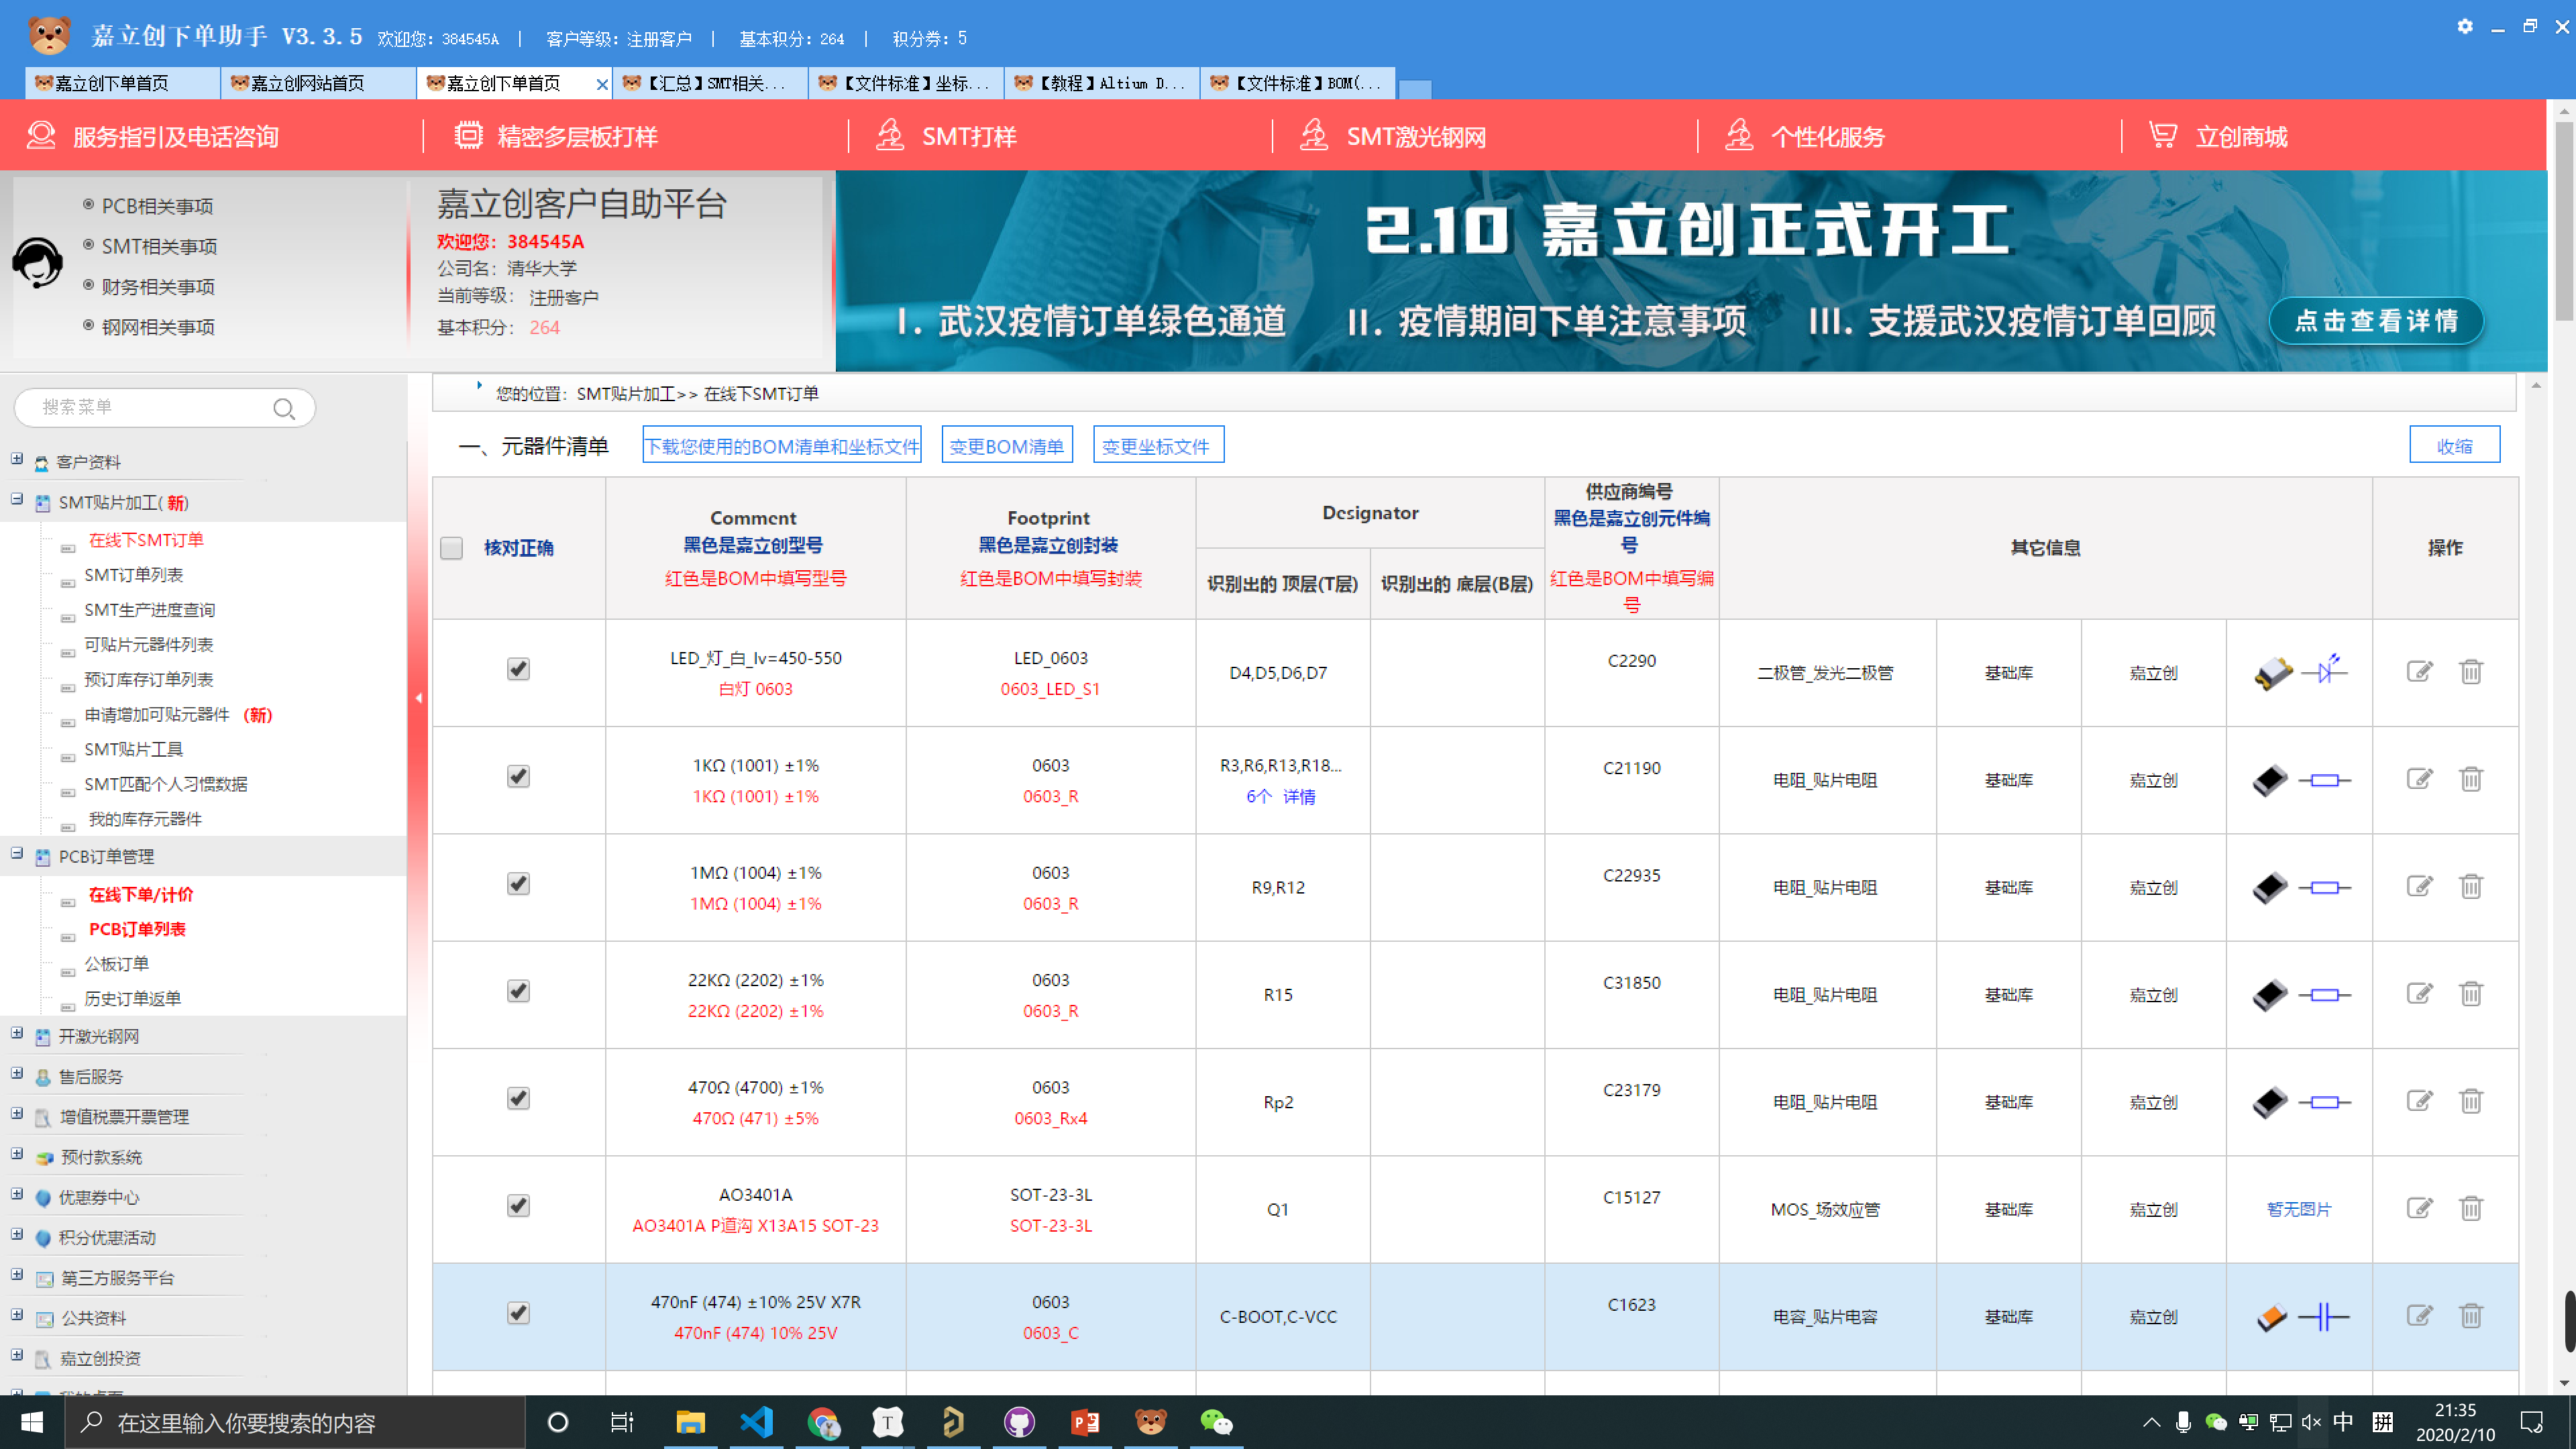 嘉立创下单助手 V3.3.5 欢迎您: 384545A | 客户等级: 注册客户 | 基本积分: 264 | 积分券: 5
嘉立创下单首页
嘉立创网站首页
嘉立创下单首页
【汇总】SMT相关...
【文件标准】坐标...
【教程】Altium D...
【文件标准】BOM(...
服务指引及电话咨询
精密多层板打样
SMT打样
SMT激光钢网
个性化服务
立创商城
PCB相关事项
SMT相关事项
财务相关事项
钢网相关事项
嘉立创客户自助平台
欢迎您: 384545A
公司名: 清华大学
当前等级: 注册客户
基本积分: 264
2.10 嘉立创正式开工
I. 武汉疫情订单绿色通道 II. 疫情期间下单注意事项 III. 支援武汉疫情订单回顾
点击查看详情
搜索菜单
客户资料
SMT贴片加工( 新)
在线下SMT订单
SMT订单列表
SMT生产进度查询
可贴片元器件列表
预订库存订单列表
申请增加可贴元器件 (新)
SMT贴片工具
SMT匹配个人习惯数据
我的库存元器件
PCB订单管理
在线下单/计价
PCB订单列表
公板订单
历史订单返单
开激光钢网
售后服务
增值税票开票管理
预付款系统
优惠券中心
积分优惠活动
第三方服务平台
公共资料
嘉立创投资
您的位置: SMT贴片加工>> 在线下SMT订单
一、元器件清单
下载您使用的BOM清单和坐标文件
变更BOM清单
变更坐标文件
收缩
核对正确
Comment
黑色是嘉立创型号
红色是BOM中填写型号
Footprint
黑色是嘉立创封装
红色是BOM中填写封装
Designator
识别出的 顶层(T层)
识别出的 底层(B层)
供应商编号
黑色是嘉立创元件编
号
红色是BOM中填写编
号
其它信息
操作
LED_灯_白_lv=450-550
白灯 0603
LED_0603
0603_LED_S1
D4,D5,D6,D7
C2290
二极管_发光二极管
基础库
嘉立创
1KΩ (1001) ±1%
1KΩ (1001) ±1%
0603
0603_R
R3,R6,R13,R18...
6个 详情
C21190
电阻_贴片电阻
基础库
嘉立创
1MΩ (1004) ±1%
1MΩ (1004) ±1%
0603
0603_R
R9,R12
C22935
电阻_贴片电阻
基础库
嘉立创
22KΩ (2202) ±1%
22KΩ (2202) ±1%
0603
0603_R
R15
C31850
电阻_贴片电阻
基础库
嘉立创
470Ω (4700) ±1%
470Ω (471) ±5%
0603
0603_Rx4
Rp2
C23179
电阻_贴片电阻
基础库
嘉立创
AO3401A
AO3401A P道沟 X13A15 SOT-23
SOT-23-3L
SOT-23-3L
Q1
C15127
MOS_场效应管
基础库
嘉立创
暂无图片
470nF (474) ±10% 25V X7R
470nF (474) 10% 25V
0603
0603_C
C-BOOT,C-VCC
C1623
电容_贴片电容
基础库
嘉立创
在这里输入你要搜索的内容
中
拼
21:35
2020/2/10